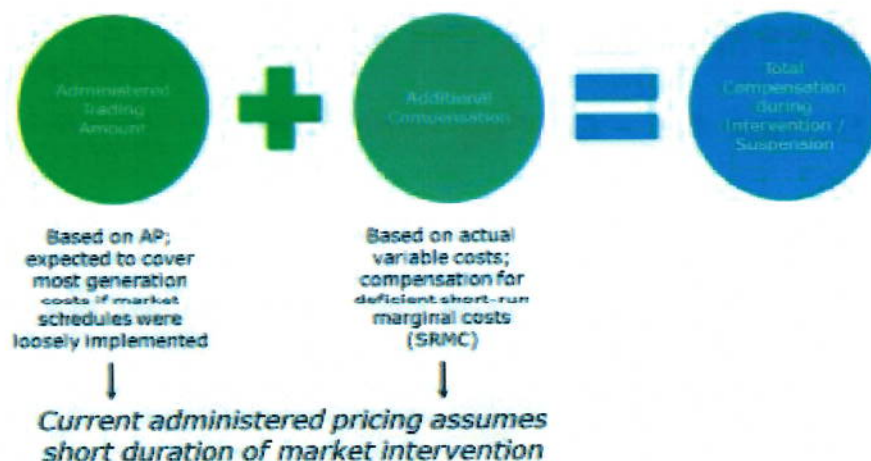 Administered
Trading
Amount
Additional
Compensation
Total
Compensation
during
Intervention /
Suspension
Based on AP;
expected to cover
most generation
costs if market
schedules were
loosely implemented
Based on actual
variable costs;
compensation for
deficient short-run
marginal costs
(SRMC)
Current administered pricing assumes
short duration of market intervention